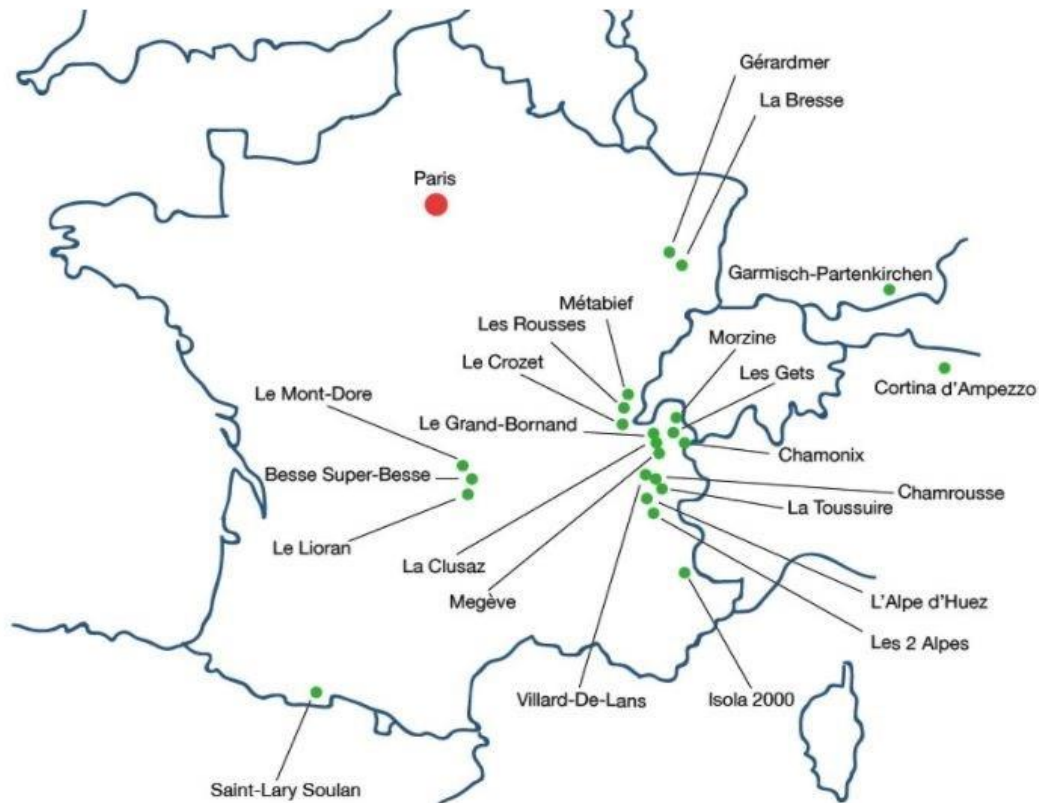 Gérardmer
La Bresse
Paris
Garmisch-Partenkirchen
Métabief
Les Rousses
Morzine
Le Crozet
Les Gets
Le Mont-Dore
Cortina d'Ampezzo
Le Grand-Bornand
Chamonix
Besse Super-Besse
Chamrousse
La Toussuire
Le Lioran
La Clusaz
Megève
L'Alpe d'Huez
Les 2 Alpes
Villard-De-Lans
Isola 2000
Saint-Lary Soulan